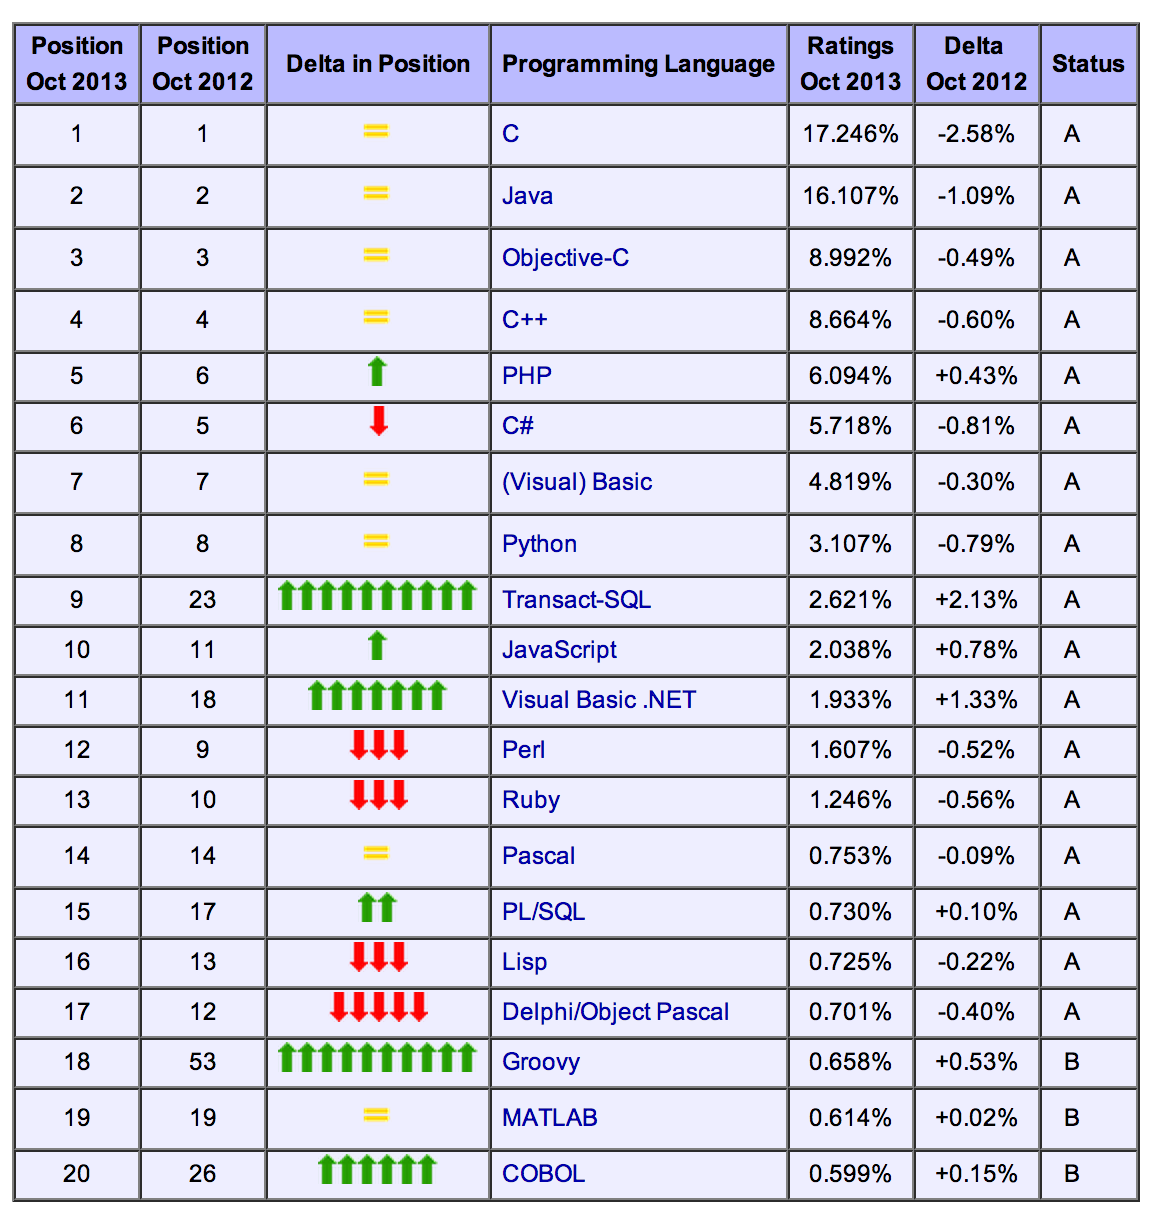 Position Oct 2013 Position Oct 2012 Delta in Position Programming Language Ratings Oct 2013 Delta Oct 2012 Status
1 1 = C 17.246% -2.58% A
2 2 = Java 16.107% -1.09% A
3 3 = Objective-C 8.992% -0.49% A
4 4 = C++ 8.664% -0.60% A
5 6 PHP 6.094% +0.43% A
6 5 C# 5.718% -0.81% A
7 7 = (Visual) Basic 4.819% -0.30% A
8 8 = Python 3.107% -0.79% A
9 23 Transact-SQL 2.621% +2.13% A
10 11 JavaScript 2.038% +0.78% A
11 18 Visual Basic .NET 1.933% +1.33% A
12 9 Perl 1.607% -0.52% A
13 10 Ruby 1.246% -0.56% A
14 14 = Pascal 0.753% -0.09% A
15 17 PL/SQL 0.730% +0.10% A
16 13 Lisp 0.725% -0.22% A
17 12 Delphi/Object Pascal 0.701% -0.40% A
18 53 Groovy 0.658% +0.53% B
19 19 = MATLAB 0.614% +0.02% B
20 26 COBOL 0.599% +0.15% B